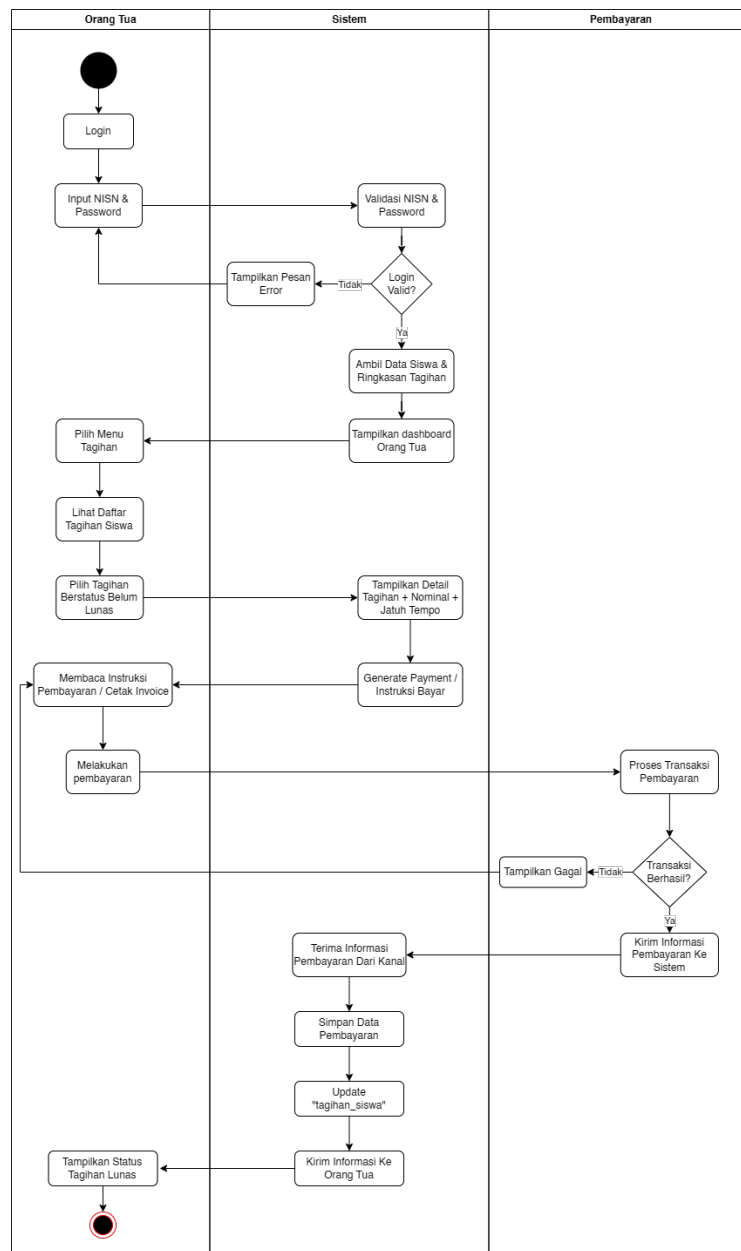 Orang Tua
Sistem
Pembayaran
Login
Input NISN &
Password
Validasi NISN &
Password
Login
Valid?
Tidak
Tampilkan Pesan
Error
Ya
Ambil Data Siswa &
Ringkasan Tagihan
Tampilkan dashboard
Orang Tua
Pilih Menu
Tagihan
Lihat Daftar
Tagihan Siswa
Pilih Tagihan
Berstatus Belum
Lunas
Tampilkan Detail
Tagihan + Nominal +
Jatuh Tempo
Generate Payment /
Instruksi Bayar
Membaca Instruksi
Pembayaran / Cetak Invoice
Melakukan
pembayaran
Proses Transaksi
Pembayaran
Transaksi
Berhasil?
Tidak
Tampilkan Gagal
Ya
Kirim Informasi
Pembayaran Ke
Sistem
Terima Informasi
Pembayaran Dari Kanal
Simpan Data
Pembayaran
Update
"tagihan_siswa"
Kirim Informasi Ke
Orang Tua
Tampilkan Status
Tagihan Lunas